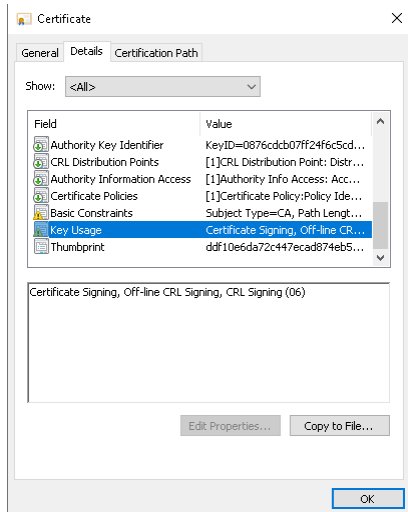 Certificate
General Details Certification Path
Show: <All>
Field Value
Authority Key Identifier KeyID=0876cdcb07ff24f6c5cd...
CRL Distribution Points [1]CRL Distribution Point: Distr...
Authority Information Access [1]Authority Info Access: Acc...
Certificate Policies [1]Certificate Policy:Policy Ide...
Basic Constraints Subject Type=CA, Path Lengt...
Key Usage Certificate Signing, Off-line CR...
Thumbprint ddf10e6da72c447ecad874eb5...
Certificate Signing, Off-line CRL Signing, CRL Signing (06)
Edit Properties... Copy to File...
OK